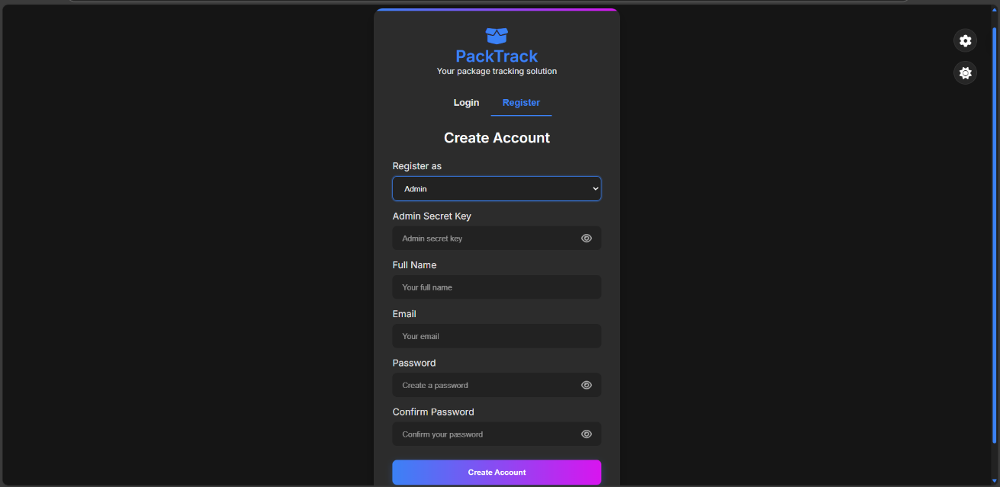 PackTrack
Your package tracking solution
Login Register
Create Account
Register as
Admin
Admin Secret Key
Admin secret key
Full Name
Your full name
Email
Your email
Password
Create a password
Confirm Password
Confirm your password
Create Account